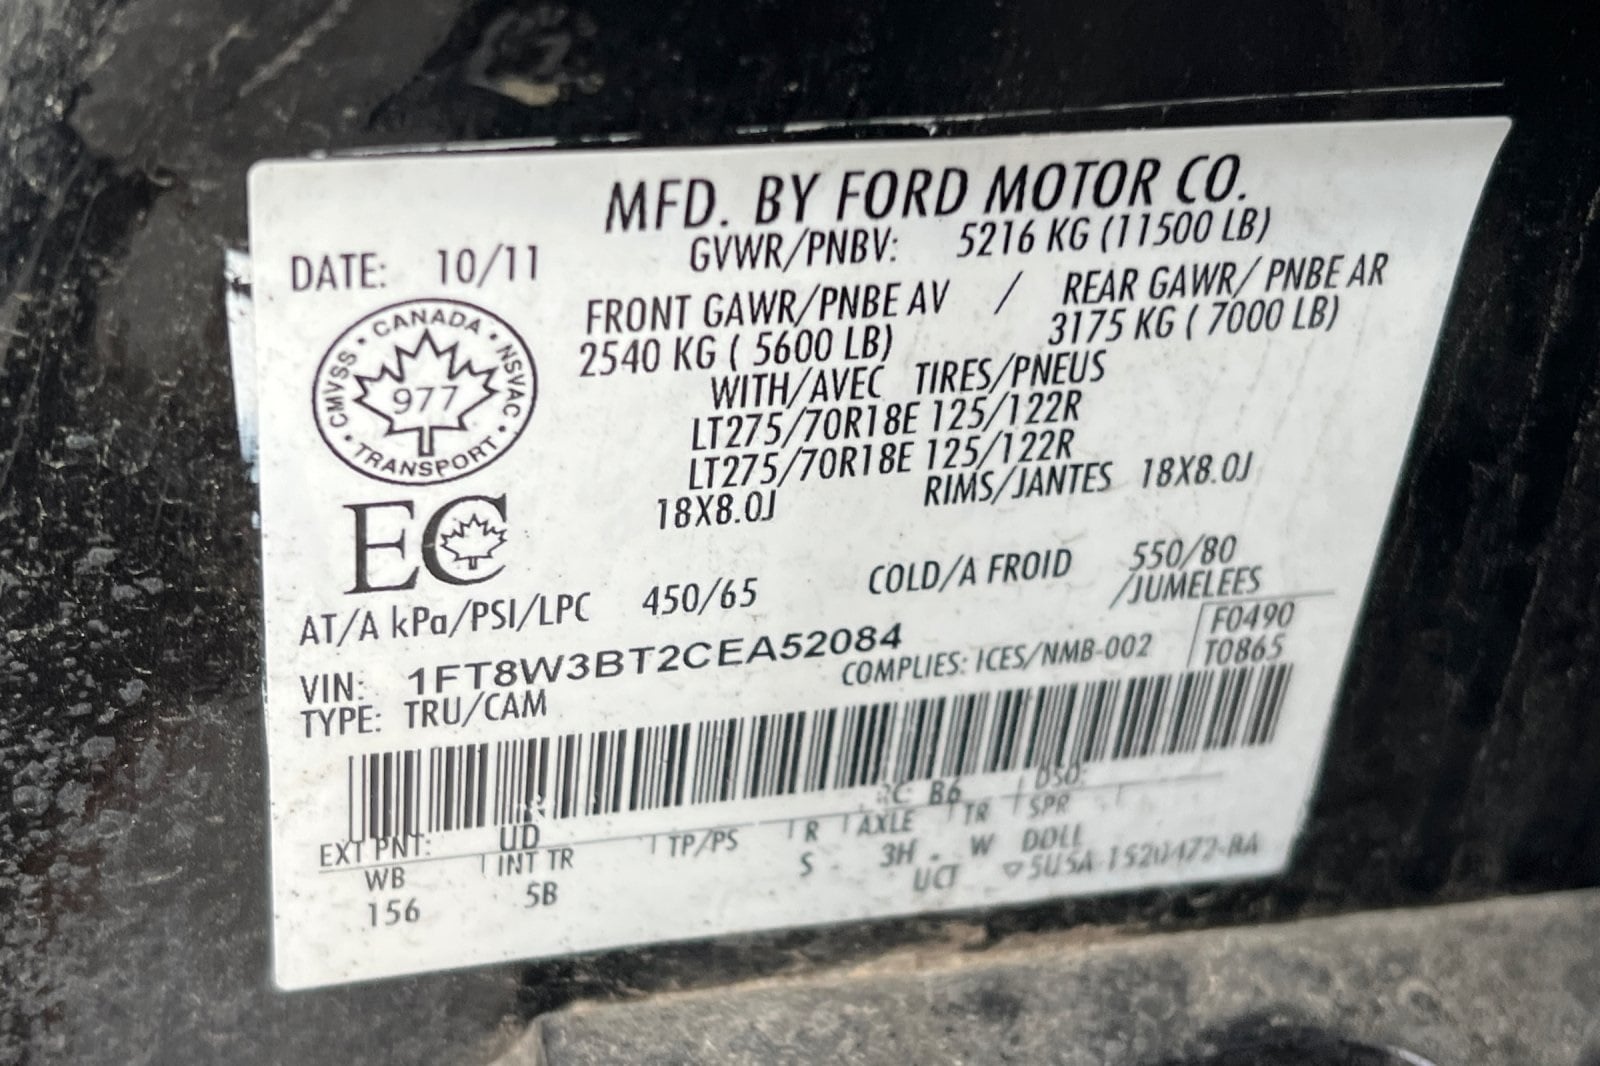 MFD. BY FORD MOTOR CO.
DATE: 10/11
GVWR/PNBV: 5216 KG (11500 LB)
FRONT GAWR/PNBE AV / REAR GAWR/ PNBE AR
2540 KG ( 5600 LB) 3175 KG ( 7000 LB)
WITH/AVEC TIRES/PNEUS
LT275/70R18E 125/122R
LT275/70R18E 125/122R
18X8.0J RIMS/JANTES 18X8.0J
CANADA
CMVSS 977 NSVAC
TRANSPORT
EC
AT/A kPa/PSI/LPC 450/65 COLD/A FROID 550/80
/JUMELEES
VIN: 1FT8W3BT2CEA52084
F0490
TYPE: TRU/CAM COMPLIES: ICES/NMB-002 T0865
EXT PNT: UD RC B6 DSO:
WB INT TR TP/PS R AXLE TR SPR
156 5B S 3H W DOLL
UCT